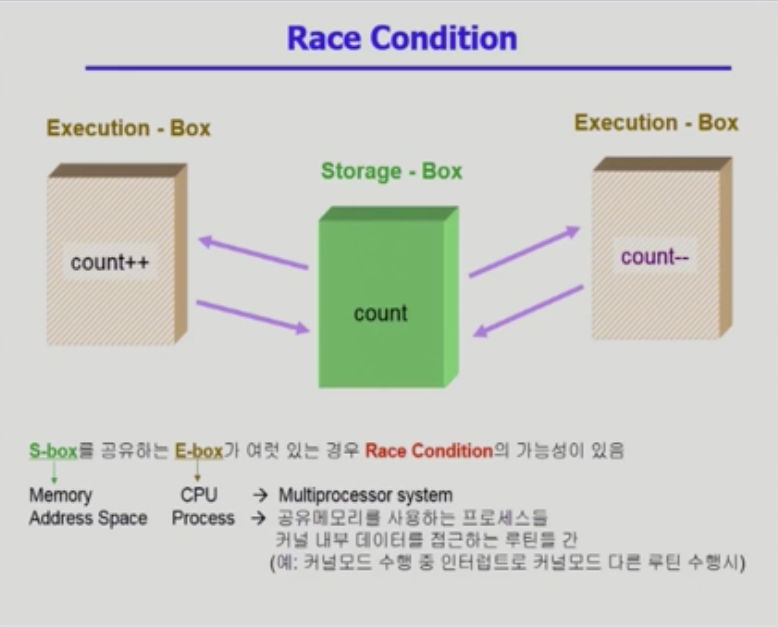 Race Condition
Execution - Box
Execution - Box
Storage - Box
count++
count--
count
S-box를 공유하는 E-box가 여럿 있는 경우 Race Condition의 가능성이 있음
Memory CPU → Multiprocessor system
Address Space Process → 공유메모리를 사용하는 프로세스들
커널 내부 데이터를 접근하는 루틴들 간
(예: 커널모드 수행 중 인터럽트로 커널모드 다른 루틴 수행시)